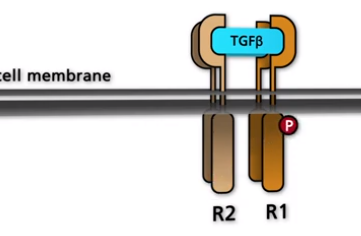 TGFβ
cell membrane
P
R2 R1